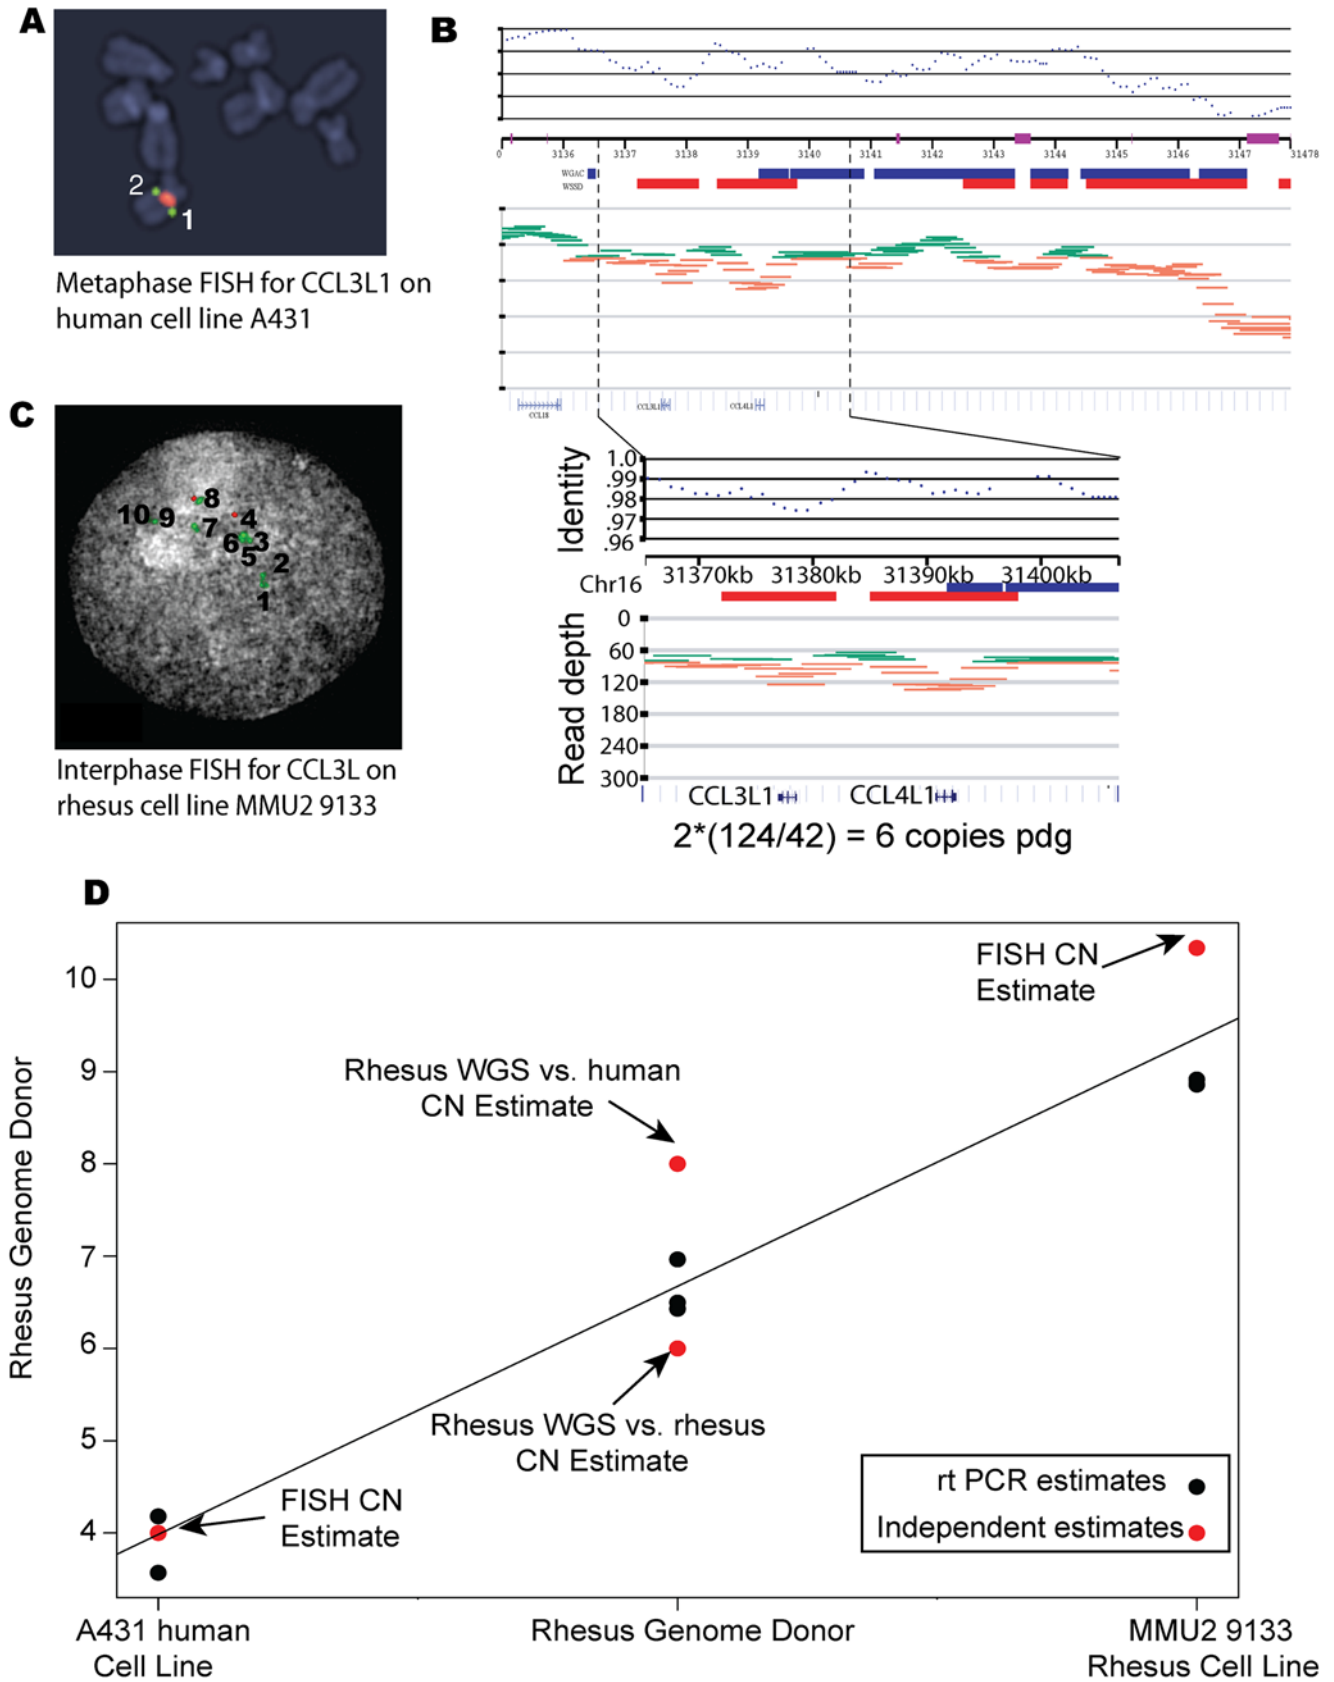 A
2
1
Metaphase FISH for CCL3L1 on
human cell line A431
B
0 3136 3137 3138 3139 3140 3141 3142 3143 3144 3145 3146 3147 31478
WGAC
WSSD
CCL18 CCL3L1 CCL4L1
C
8
10 9 4
7
6 3
5 2
1
Interphase FISH for CCL3L on
rhesus cell line MMU2 9133
Identity
1.0
.99
.98
.97
.96
31370kb 31380kb 31390kb 31400kb
Chr16
Read depth
0
60
120
180
240
300
CCL3L1 CCL4L1
2*(124/42) = 6 copies pdg
D
Rhesus Genome Donor
10
9
8
7
6
5
4
FISH CN
Estimate
Rhesus WGS vs. human
CN Estimate
Rhesus WGS vs. rhesus
CN Estimate
FISH CN
Estimate
rt PCR estimates
Independent estimates
A431 human
Cell Line
Rhesus Genome Donor
MMU2 9133
Rhesus Cell Line